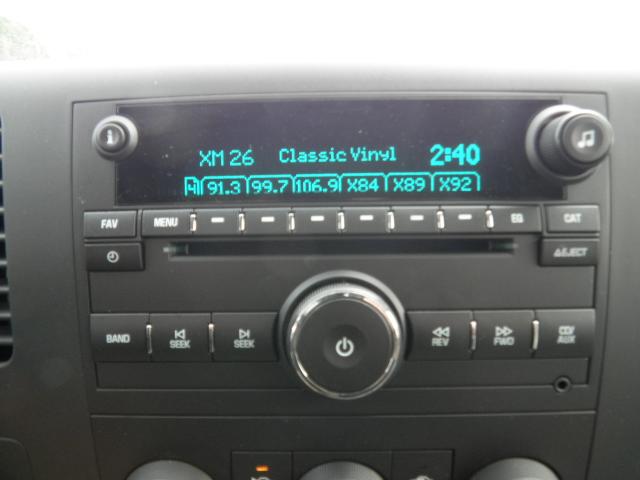 XM 26 Classic Vinyl 2:40
4 91.3 99.7 106.9 X84 X89 X92
FAV MENU EQ CAT
EJECT
BAND SEEK SEEK REV FWD CD/AUX